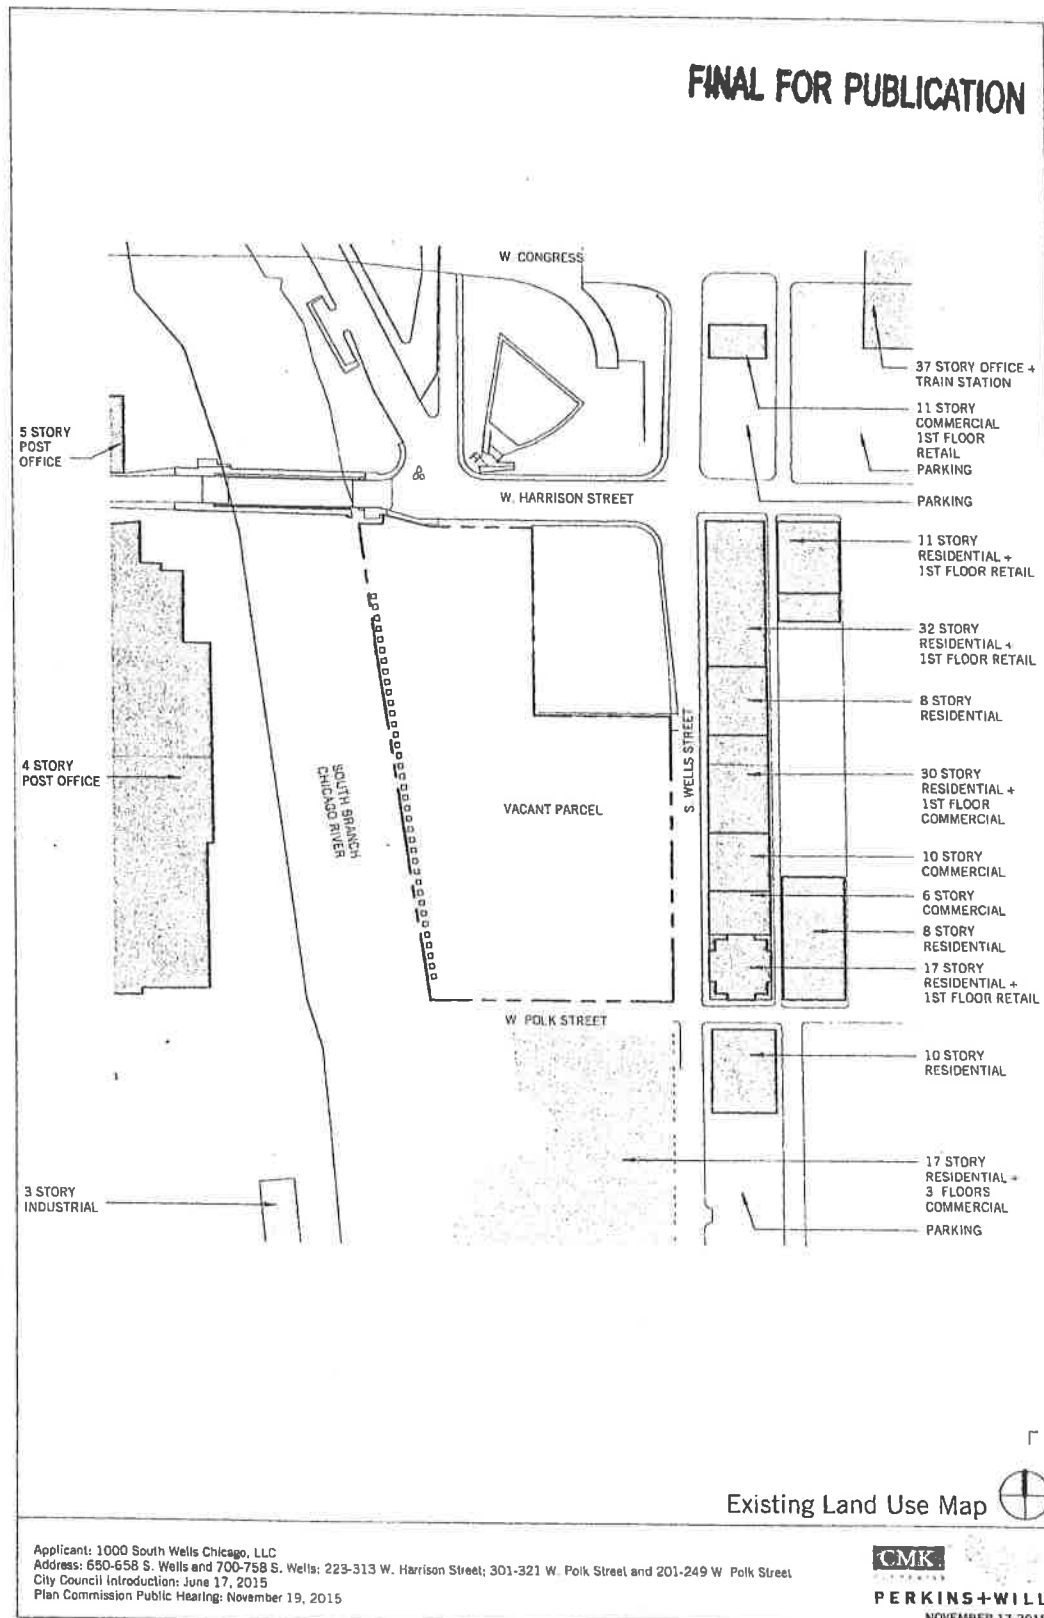 FINAL FOR PUBLICATION
W. CONGRESS
37 STORY OFFICE +
TRAIN STATION
11 STORY
COMMERCIAL
1ST FLOOR
RETAIL
PARKING
5 STORY
POST
OFFICE
W. HARRISON STREET
PARKING
11 STORY
RESIDENTIAL +
1ST FLOOR RETAIL
32 STORY
RESIDENTIAL +
1ST FLOOR RETAIL
8 STORY
RESIDENTIAL
S. WELLS STREET
4 STORY
POST OFFICE
SOUTH BRANCH
CHICAGO RIVER
VACANT PARCEL
30 STORY
RESIDENTIAL +
1ST FLOOR
COMMERCIAL
10 STORY
COMMERCIAL
6 STORY
COMMERCIAL
8 STORY
RESIDENTIAL
17 STORY
RESIDENTIAL +
1ST FLOOR RETAIL
W POLK STREET
10 STORY
RESIDENTIAL
17 STORY
RESIDENTIAL +
3 FLOORS
COMMERCIAL
3 STORY
INDUSTRIAL
PARKING
Existing Land Use Map
Applicant: 1000 South Wells Chicago, LLC
Address: 650-658 S. Wells and 700-758 S. Wells; 223-313 W. Harrison Street; 301-321 W. Polk Street and 201-249 W Polk Street
City Council Introduction: June 17, 2015
Plan Commission Public Hearing: November 19, 2015
CMK
PERKINS+WILL
NOVEMBER 17 201